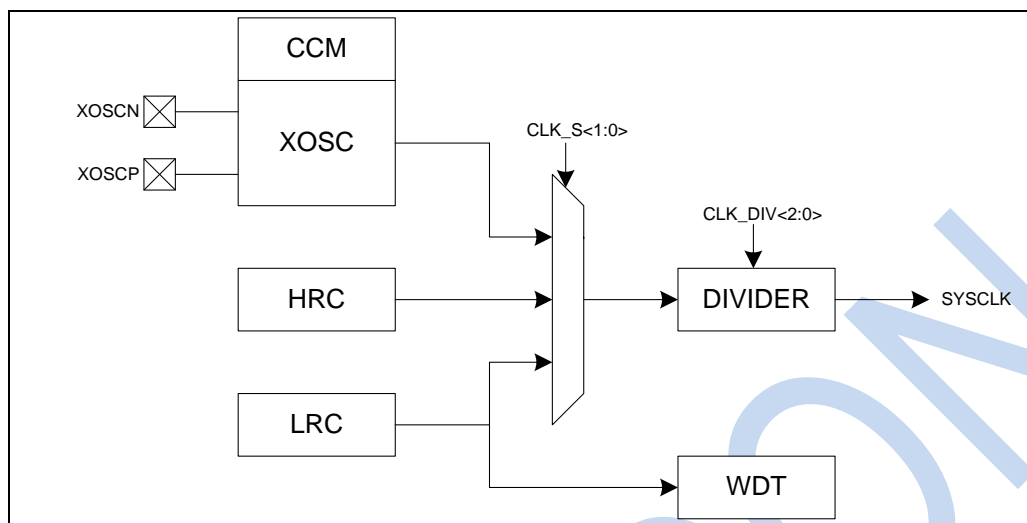 CCM
XOSCN
XOSC
XOSCP
CLK_S<1:0>
CLK_DIV<2:0>
HRC
DIVIDER
SYSCLK
LRC
WDT